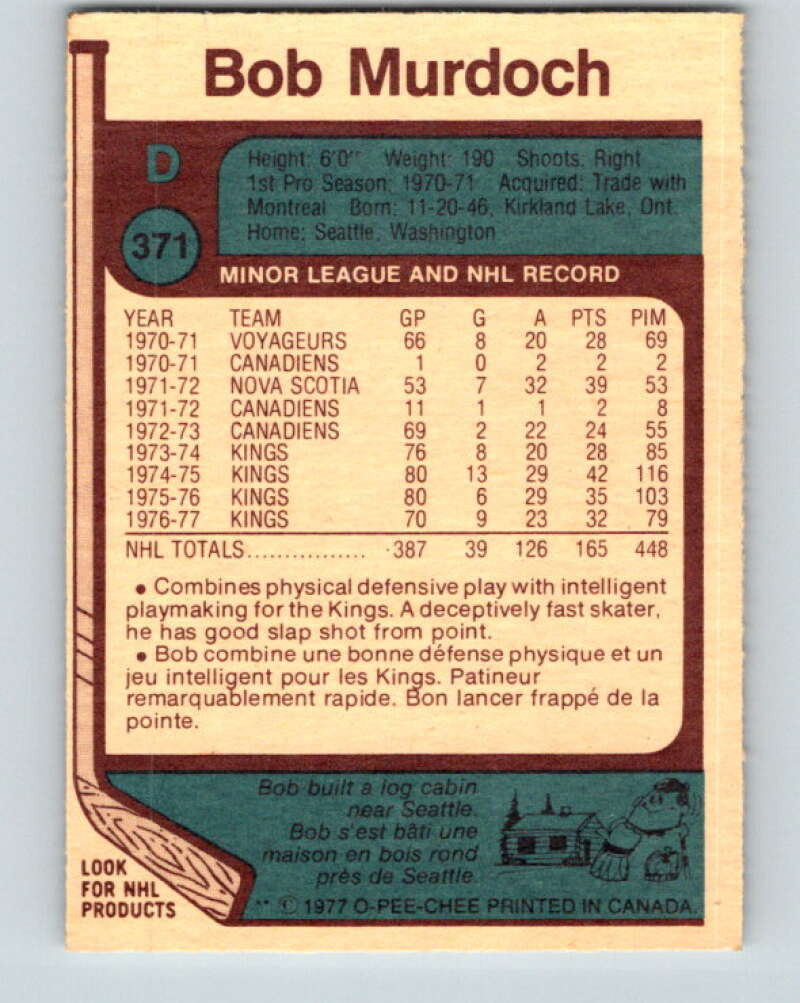 Bob Murdoch
D
Height: 6'0" Weight: 190 Shoots: Right
1st Pro Season: 1970-71 Acquired: Trade with
Montreal Born: 11-20-46, Kirkland Lake, Ont.
Home: Seattle, Washington
371
MINOR LEAGUE AND NHL RECORD
YEAR TEAM GP G A PTS PIM
1970-71 VOYAGEURS 66 8 20 28 69
1970-71 CANADIENS 1 0 2 2 2
1971-72 NOVA SCOTIA 53 7 32 39 53
1971-72 CANADIENS 11 1 1 2 8
1972-73 CANADIENS 69 2 22 24 55
1973-74 KINGS 76 8 20 28 85
1974-75 KINGS 80 13 29 42 116
1975-76 KINGS 80 6 29 35 103
1976-77 KINGS 70 9 23 32 79
NHL TOTALS................ 387 39 126 165 448
• Combines physical defensive play with intelligent
playmaking for the Kings. A deceptively fast skater,
he has good slap shot from point.
• Bob combine une bonne défense physique et un
jeu intelligent pour les Kings. Patineur
remarquablement rapide. Bon lancer frappé de la
pointe.
Bob built a log cabin
near Seattle.
Bob s'est bâti une
maison en bois rond
près de Seattle.
LOOK
FOR NHL
PRODUCTS
** © 1977 O-PEE-CHEE PRINTED IN CANADA.